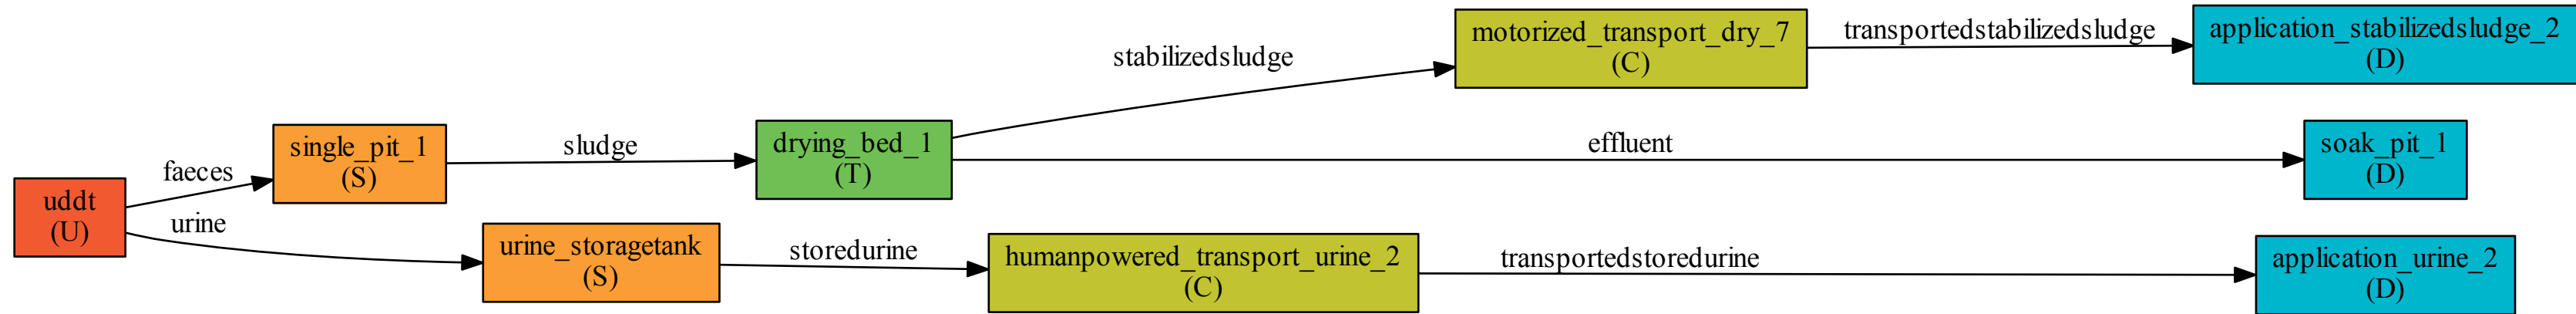 uddt
(U)
faeces
urine
single_pit_1
(S)
sludge
urine_storagetank
(S)
storedurine
drying_bed_1
(T)
stabilizedsludge
effluent
humanpowered_transport_urine_2
(C)
transportedstoredurine
motorized_transport_dry_7
(C)
transportedstabilizedsludge
application_stabilizedsludge_2
(D)
soak_pit_1
(D)
application_urine_2
(D)